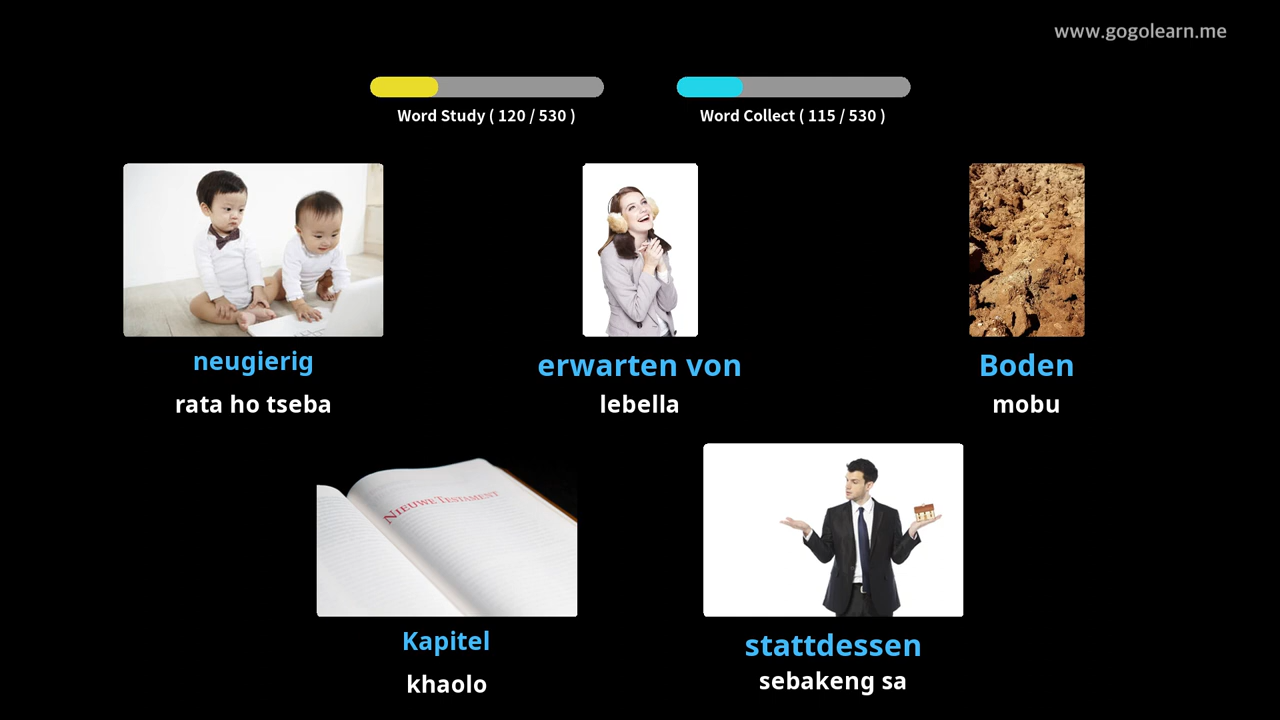 www.gogolearn.me
Word Study ( 120 / 530 )
Word Collect ( 115 / 530 )
neugierig
rata ho tseba
erwarten von
lebella
Boden
mobu
NIEUWE TESTAMENT
Kapitel
khaolo
stattdessen
sebakeng sa